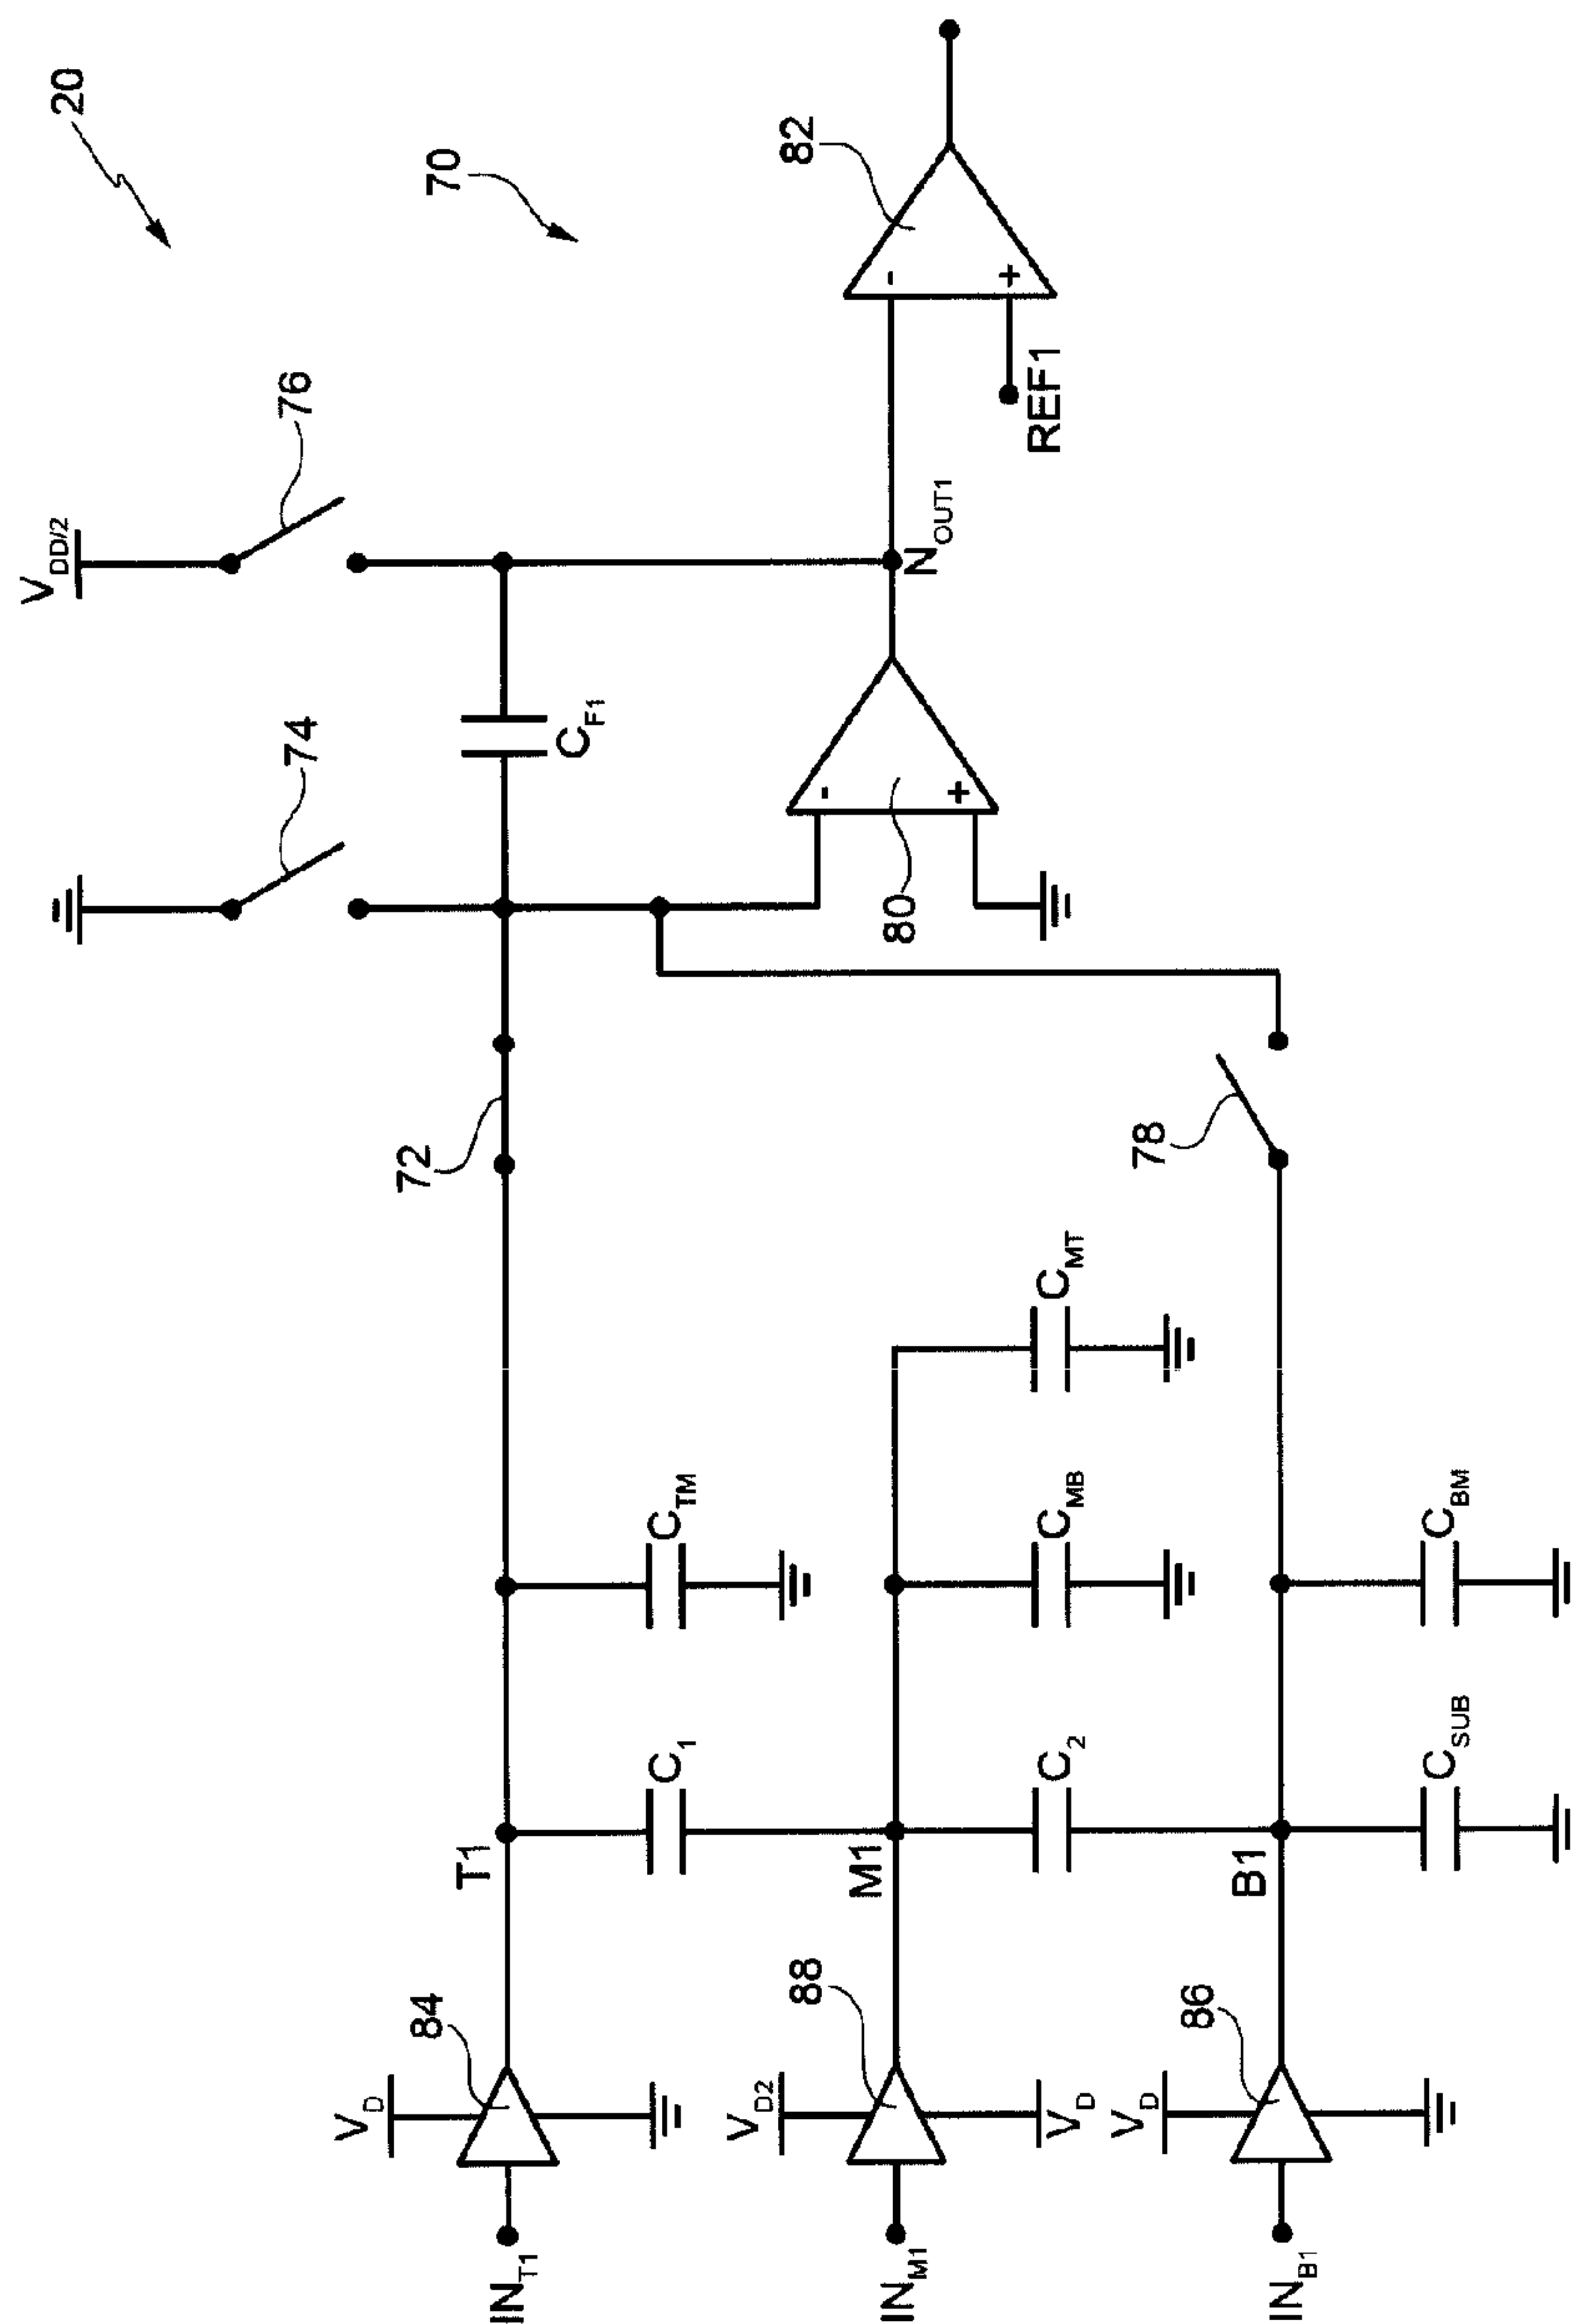 20
70
V_DD/2
76
74
82
C_F1
-
+
REF1
N_OUT1
-
+
80
72
78
C_MT
C_TM
C_MB
C_BM
T1
C_1
M1
C_2
B1
C_SUB
84
V_D
88
V_D2
V_D
86
V_D
IN_T1
IN_M1
IN_B1